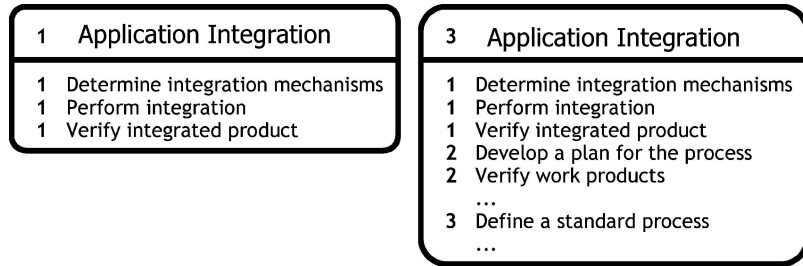 1 Application Integration
1 Determine integration mechanisms
1 Perform integration
1 Verify integrated product
3 Application Integration
1 Determine integration mechanisms
1 Perform integration
1 Verify integrated product
2 Develop a plan for the process
2 Verify work products
...
3 Define a standard process
...